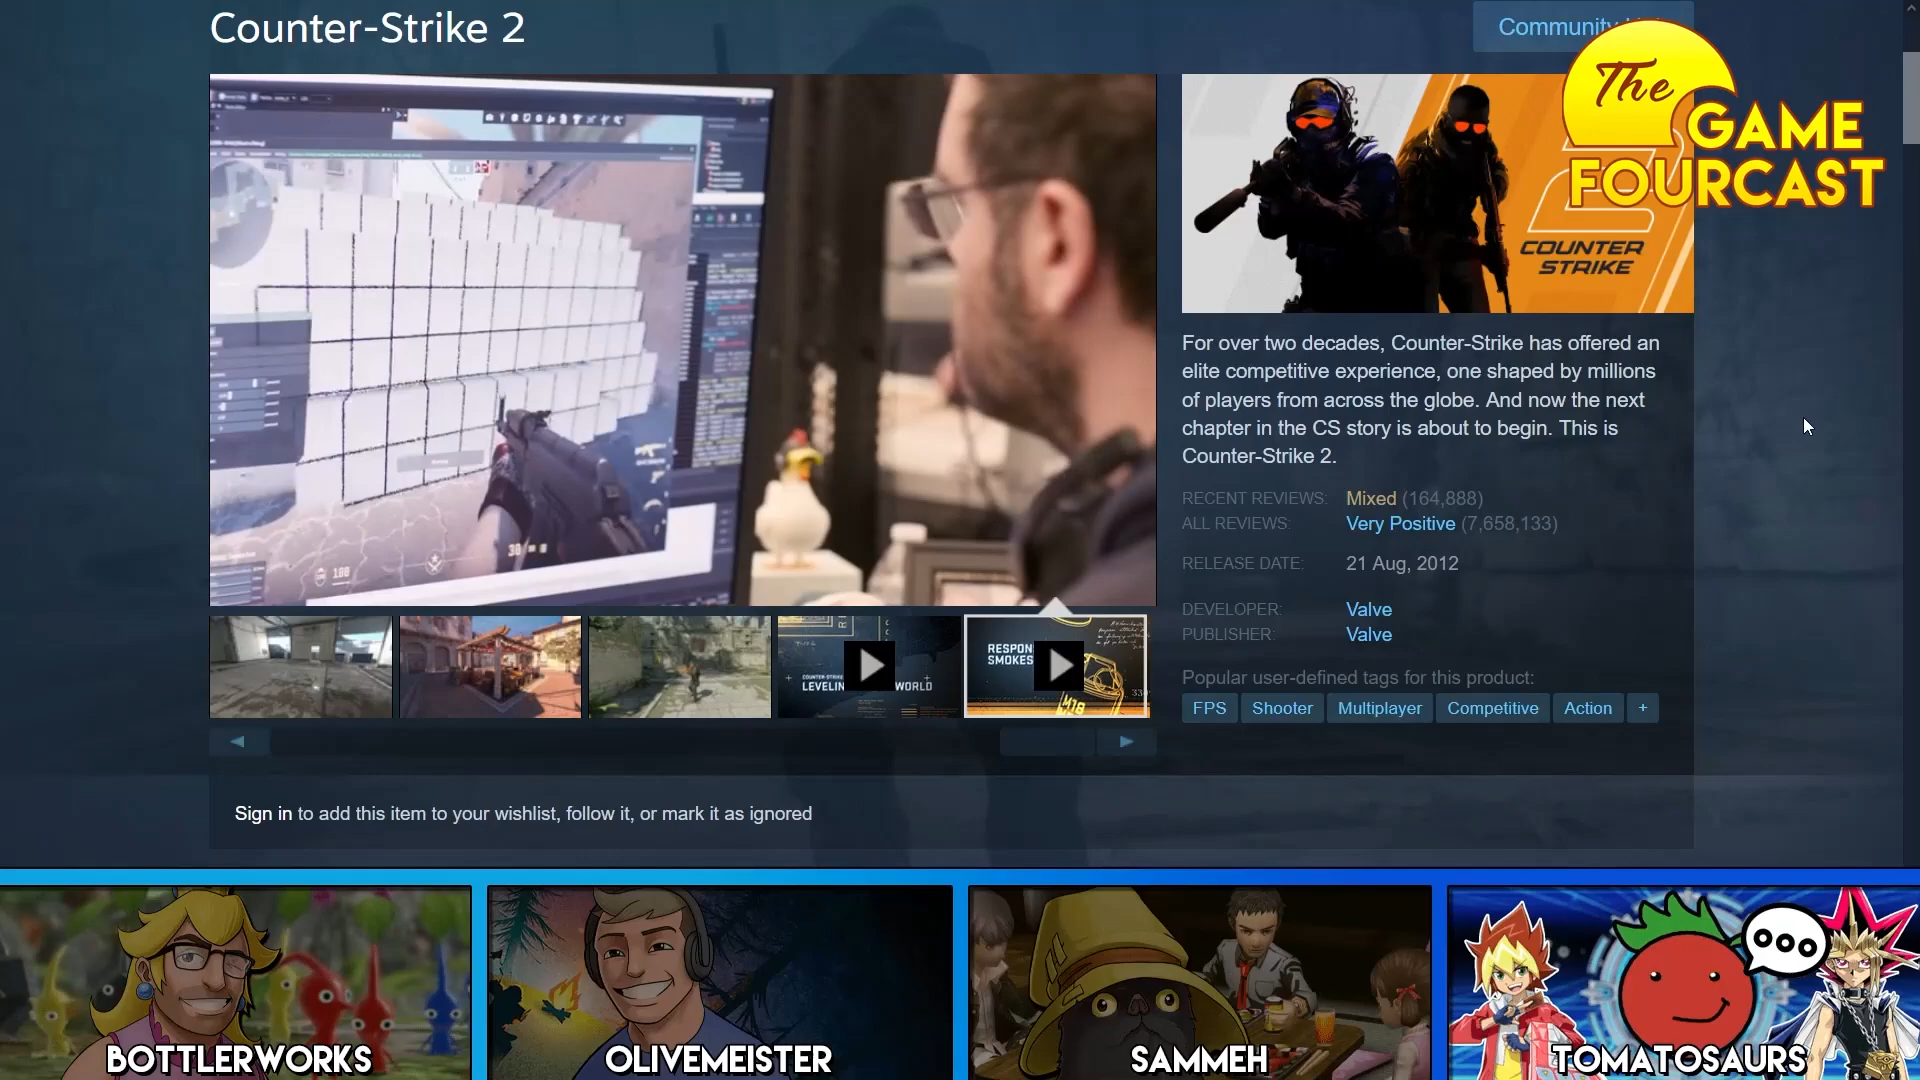 Counter-Strike 2
Community
The
GAME
FOURCAST
COUNTER
STRIKE
For over two decades, Counter-Strike has offered an
elite competitive experience, one shaped by millions
of players from across the globe. And now the next
chapter in the CS story is about to begin. This is
Counter-Strike 2.
RECENT REVIEWS: Mixed (164,888)
ALL REVIEWS: Very Positive (7,658,133)
RELEASE DATE: 21 Aug, 2012
DEVELOPER: Valve
PUBLISHER: Valve
Popular user-defined tags for this product:
FPS Shooter Multiplayer Competitive Action +
100
30
COUNTER-STRIKE
LEVELIN WORLD
RESPON
SMOKES
M18
Sign in to add this item to your wishlist, follow it, or mark it as ignored
BOTTLERWORKS
OLIVEMEISTER
SAMMEH
TOMATOSAURS